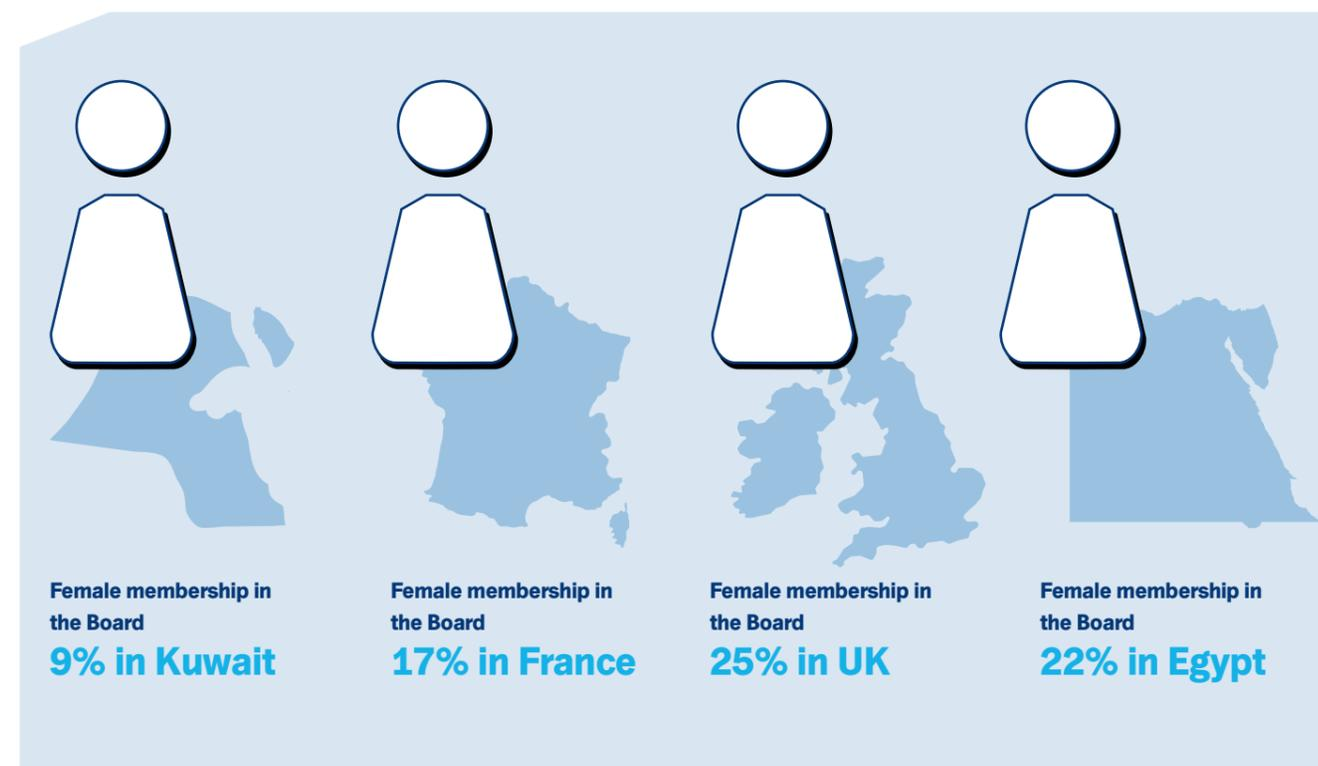 Female membership in
the Board
9% in Kuwait
Female membership in
the Board
17% in France
Female membership in
the Board
25% in UK
Female membership in
the Board
22% in Egypt